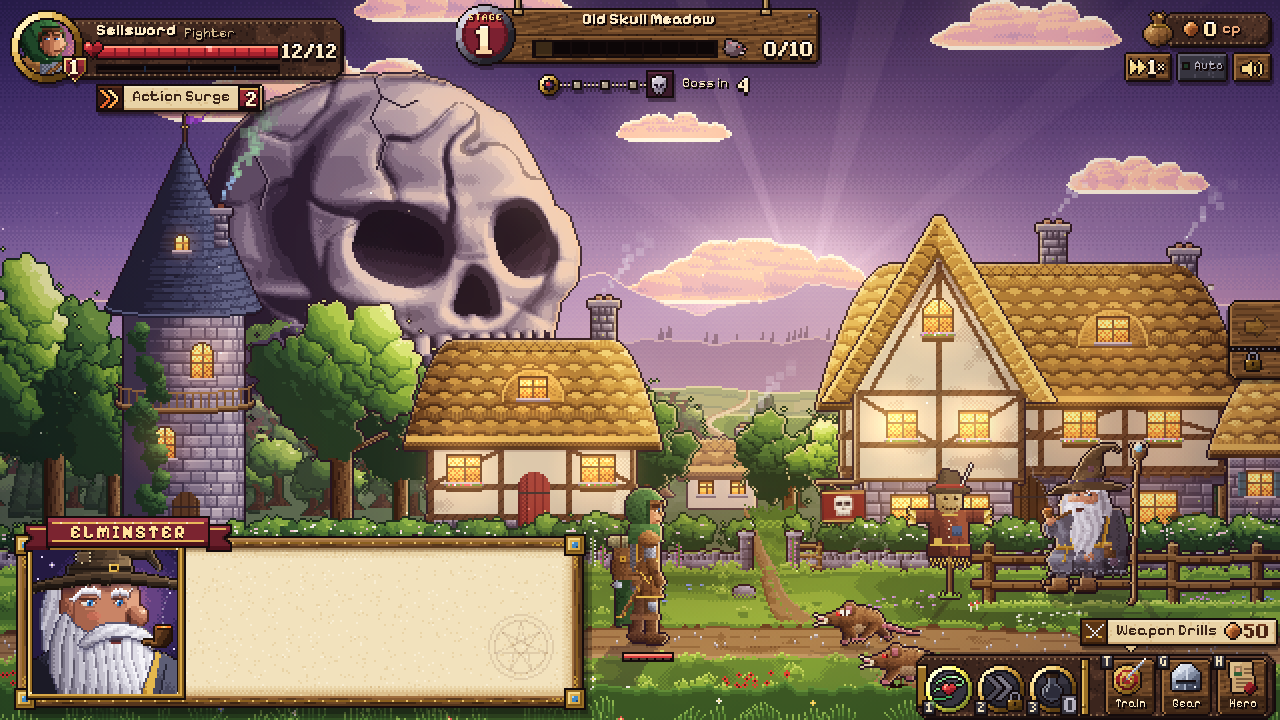 Sellsword Fighter
12/12
1
Action Surge 2
STAGE
1
Old Skull Meadow
0/10
Boss in 4
0 cp
1x
Auto
ELMINSTER
Weapon Drills 50
1
2
3 0
T
Train
G
Gear
H
Hero